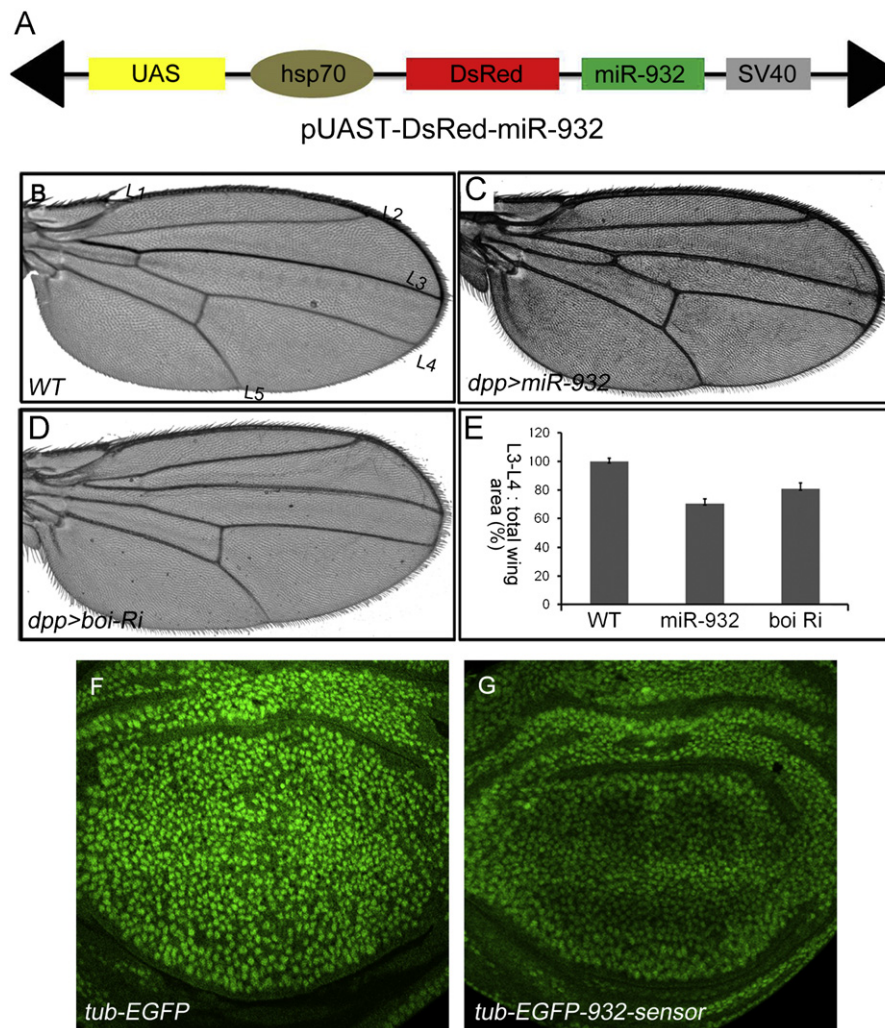 A
UAS hsp70 DsRed miR-932 SV40
pUAST-DsRed-miR-932
B
L1
L2
L3
L4
L5
WT
C
dpp>miR-932
D
dpp>boi-Ri
E
L3-L4 : total wing
area (%)
120
100
80
60
40
20
0
WT miR-932 boi Ri
F
tub-EGFP
G
tub-EGFP-932-sensor